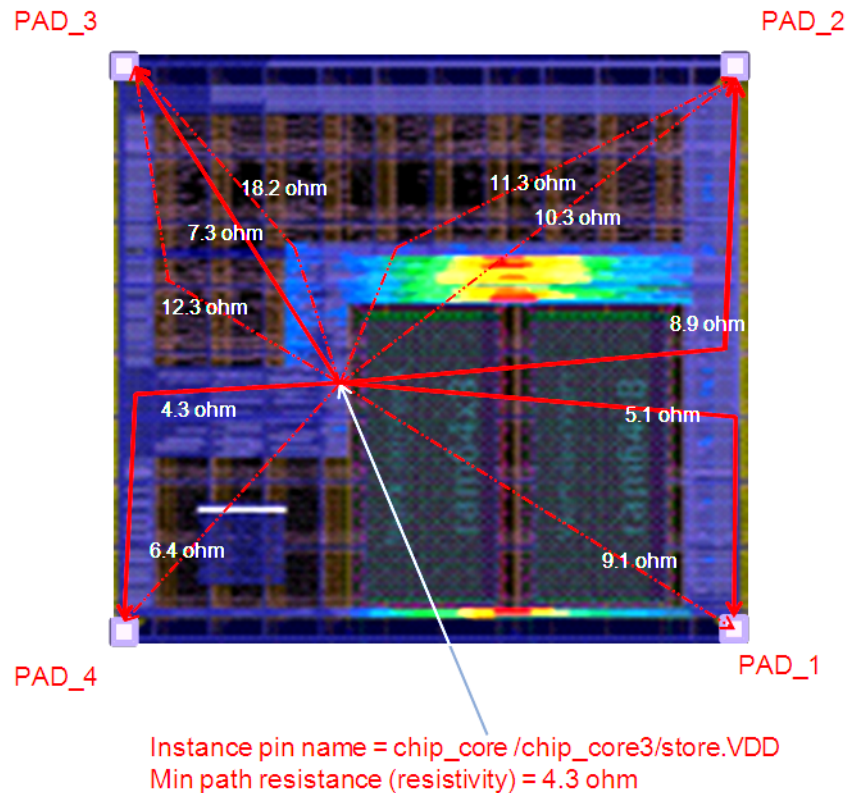 PAD_3
PAD_2
18.2 ohm
11.3 ohm
7.3 ohm
10.3 ohm
12.3 ohm
8.9 ohm
4.3 ohm
5.1 ohm
6.4 ohm
9.1 ohm
PAD_4
PAD_1
Instance pin name = chip_core /chip_core3/store.VDD
Min path resistance (resistivity) = 4.3 ohm